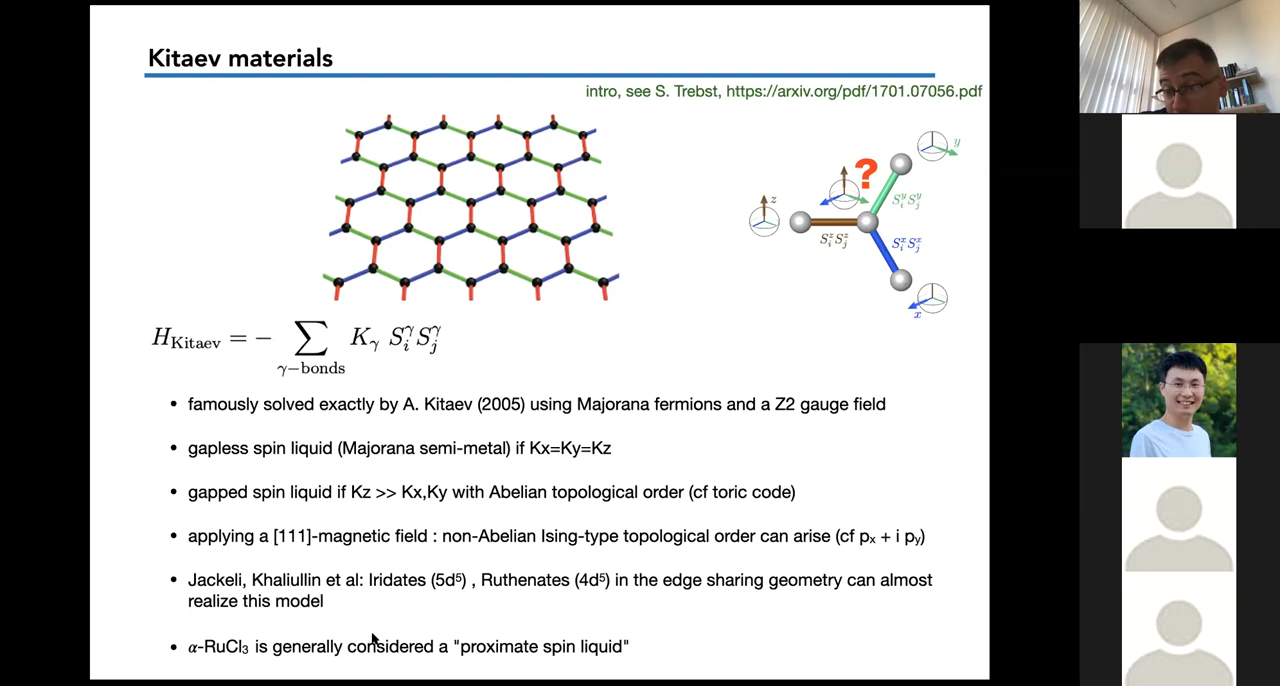 Kitaev materials
intro, see S. Trebst, https://arxiv.org/pdf/1701.07056.pdf
y
?
z
S_i^y S_j^y
S_i^z S_j^z
S_i^x S_j^x
x
H_Kitaev = − ∑ K_γ S_i^γ S_j^γ
γ−bonds
• famously solved exactly by A. Kitaev (2005) using Majorana fermions and a Z2 gauge field
• gapless spin liquid (Majorana semi-metal) if Kx=Ky=Kz
• gapped spin liquid if Kz >> Kx,Ky with Abelian topological order (cf toric code)
• applying a [111]-magnetic field : non-Abelian Ising-type topological order can arise (cf pₓ + i p_y)
• Jackeli, Khaliullin et al: Iridates (5d⁵) , Ruthenates (4d⁵) in the edge sharing geometry can almost
realize this model
• α-RuCl₃ is generally considered a "proximate spin liquid"